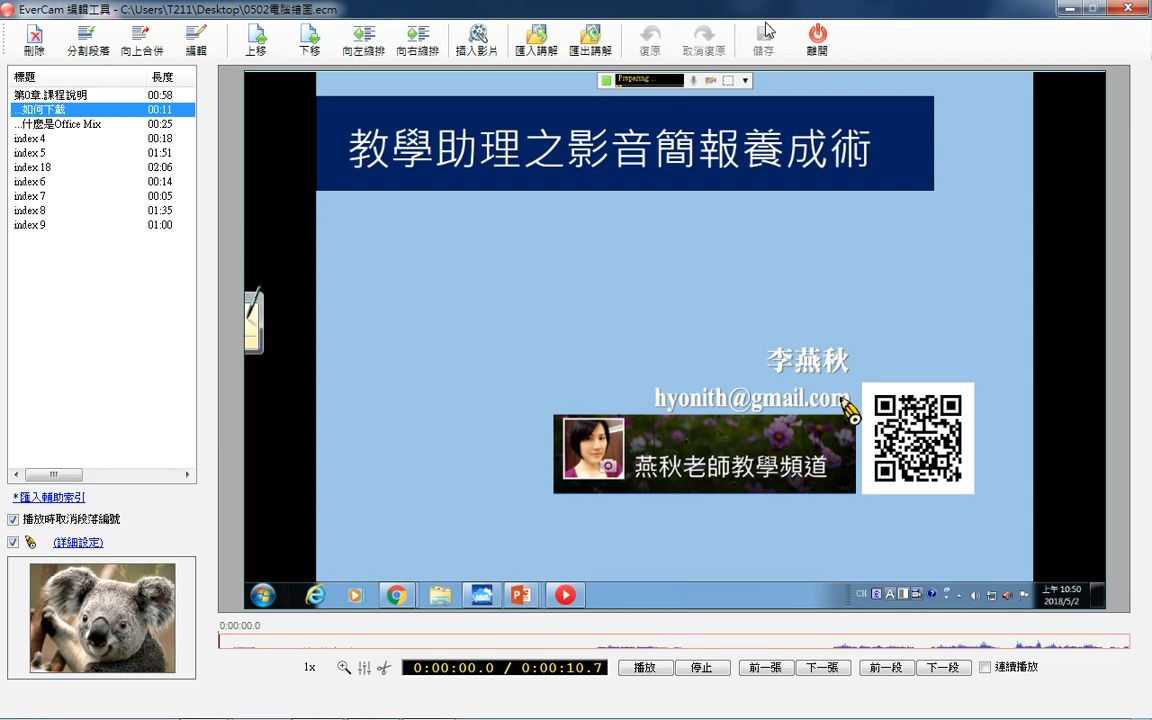 EverCam 編輯工具 - C:\Users\T211\Desktop\0502電腦繪圖.ecm
刪除 分割段落 向上合併 編輯 上移 下移 向左縮排 向右縮排 插入影片 匯入講解 匯出講解 復原 取消復原 儲存 離開
標題 長度
第0章.課程說明 00:58
...如何下載 00:11
...什麼是Office Mix 00:25
index 4 00:18
index 5 01:51
index 18 02:06
index 6 00:14
index 7 00:05
index 8 01:35
index 9 01:00
*匯入輔助索引
播放時取消段落編號
(詳細設定)
Preparing ...
教學助理之影音簡報養成術
李燕秋
hyonith@gmail.com
燕秋老師教學頻道
CH
上午 10:50
2018/5/2
0:00:00.0
1x
0:00:00.0 / 0:00:10.7
播放 停止 前一張 下一張 前一段 下一段 連續播放